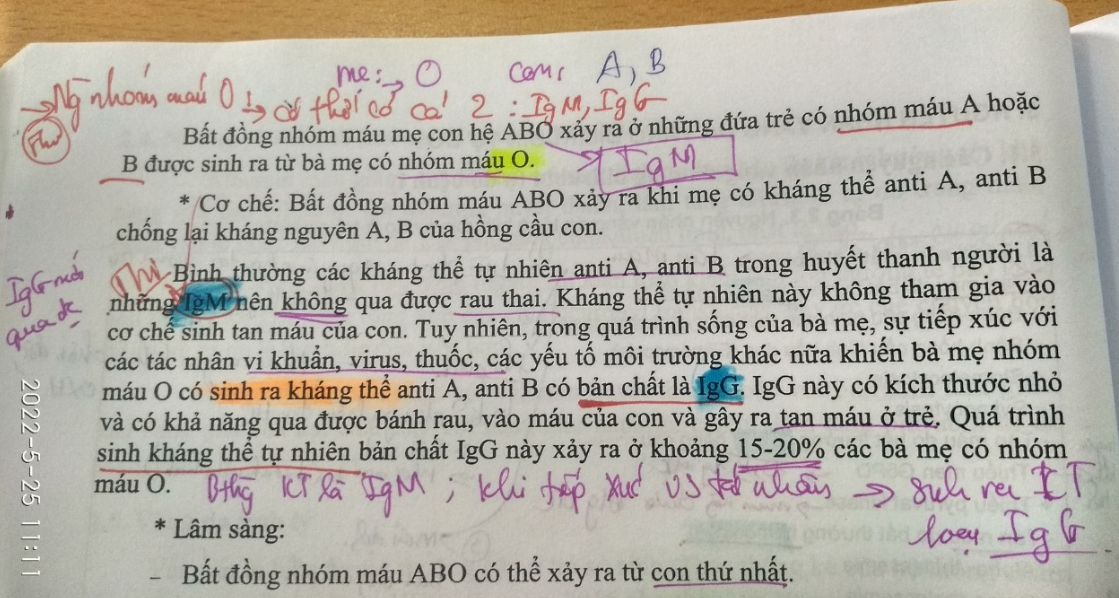 mẹ: → O con: A, B
→ Ng nhóm máu O → có thể có cả 2 : IgM, IgG
Bất đồng nhóm máu mẹ con hệ ABO xảy ra ở những đứa trẻ có nhóm máu A hoặc
B được sinh ra từ bà mẹ có nhóm máu O. IgM
* Cơ chế: Bất đồng nhóm máu ABO xảy ra khi mẹ có kháng thể anti A, anti B
chống lại kháng nguyên A, B của hồng cầu con.
Bình thường các kháng thể tự nhiên anti A, anti B trong huyết thanh người là
những IgM nên không qua được rau thai. Kháng thể tự nhiên này không tham gia vào
cơ chế sinh tan máu của con. Tuy nhiên, trong quá trình sống của bà mẹ, sự tiếp xúc với
các tác nhân vi khuẩn, virus, thuốc, các yếu tố môi trường khác nữa khiến bà mẹ nhóm
máu O có sinh ra kháng thể anti A, anti B có bản chất là IgG. IgG này có kích thước nhỏ
và có khả năng qua được bánh rau, vào máu của con và gây ra tan máu ở trẻ. Quá trình
sinh kháng thể tự nhiên bản chất IgG này xảy ra ở khoảng 15-20% các bà mẹ có nhóm
máu O.
Bthg KT là IgM ; khi tiếp xúc vs tác nhân → sinh ra KT
loại IgG
* Lâm sàng:
– Bất đồng nhóm máu ABO có thể xảy ra từ con thứ nhất.
IgG mới
qua đc
2022-5-25 11:11